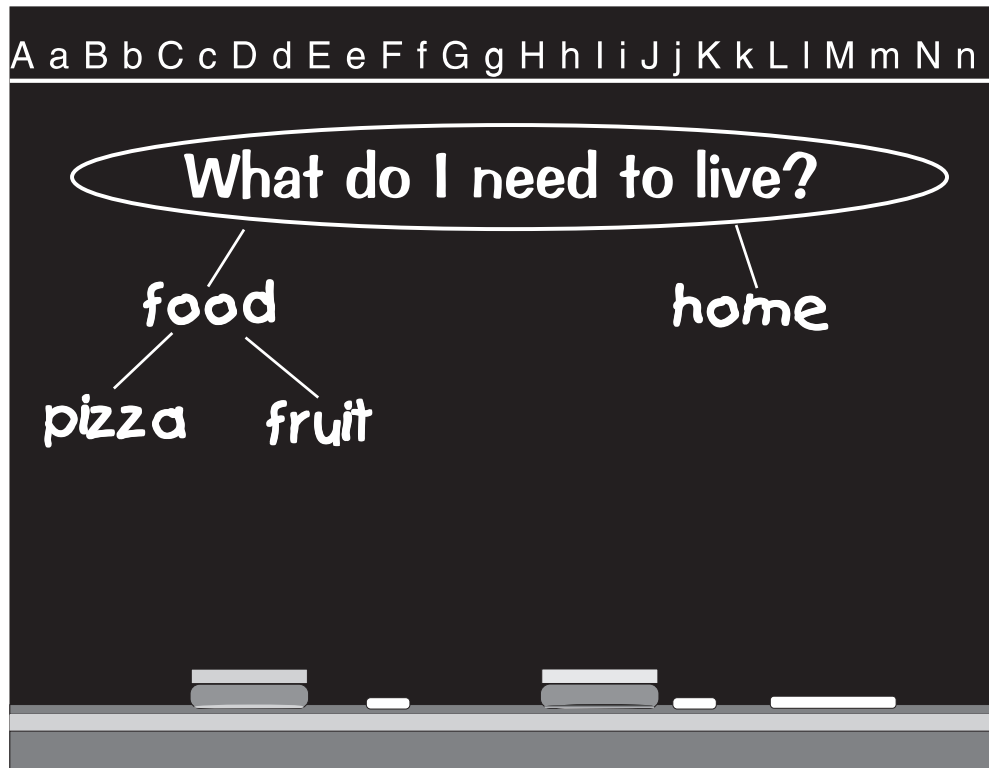 A a B b C c D d E e F f G g H h I i J j K k L l M m N n
What do I need to live?
food home
pizza fruit